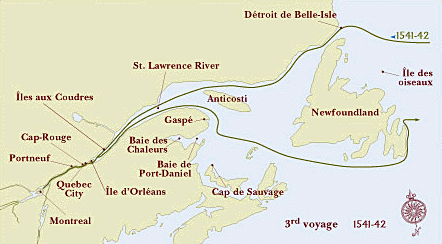 Détroit de Belle-Isle
1541-42
St. Lawrence River
Île des
oiseaux
Îles aux Coudres
Anticosti
Newfoundland
Gaspé
Cap-Rouge
Baie des
Chaleurs
Portneuf
Baie de
Port-Daniel
Quebec
City
Île d'Orléans
Cap de Sauvage
Montreal
3rd voyage 1541-42